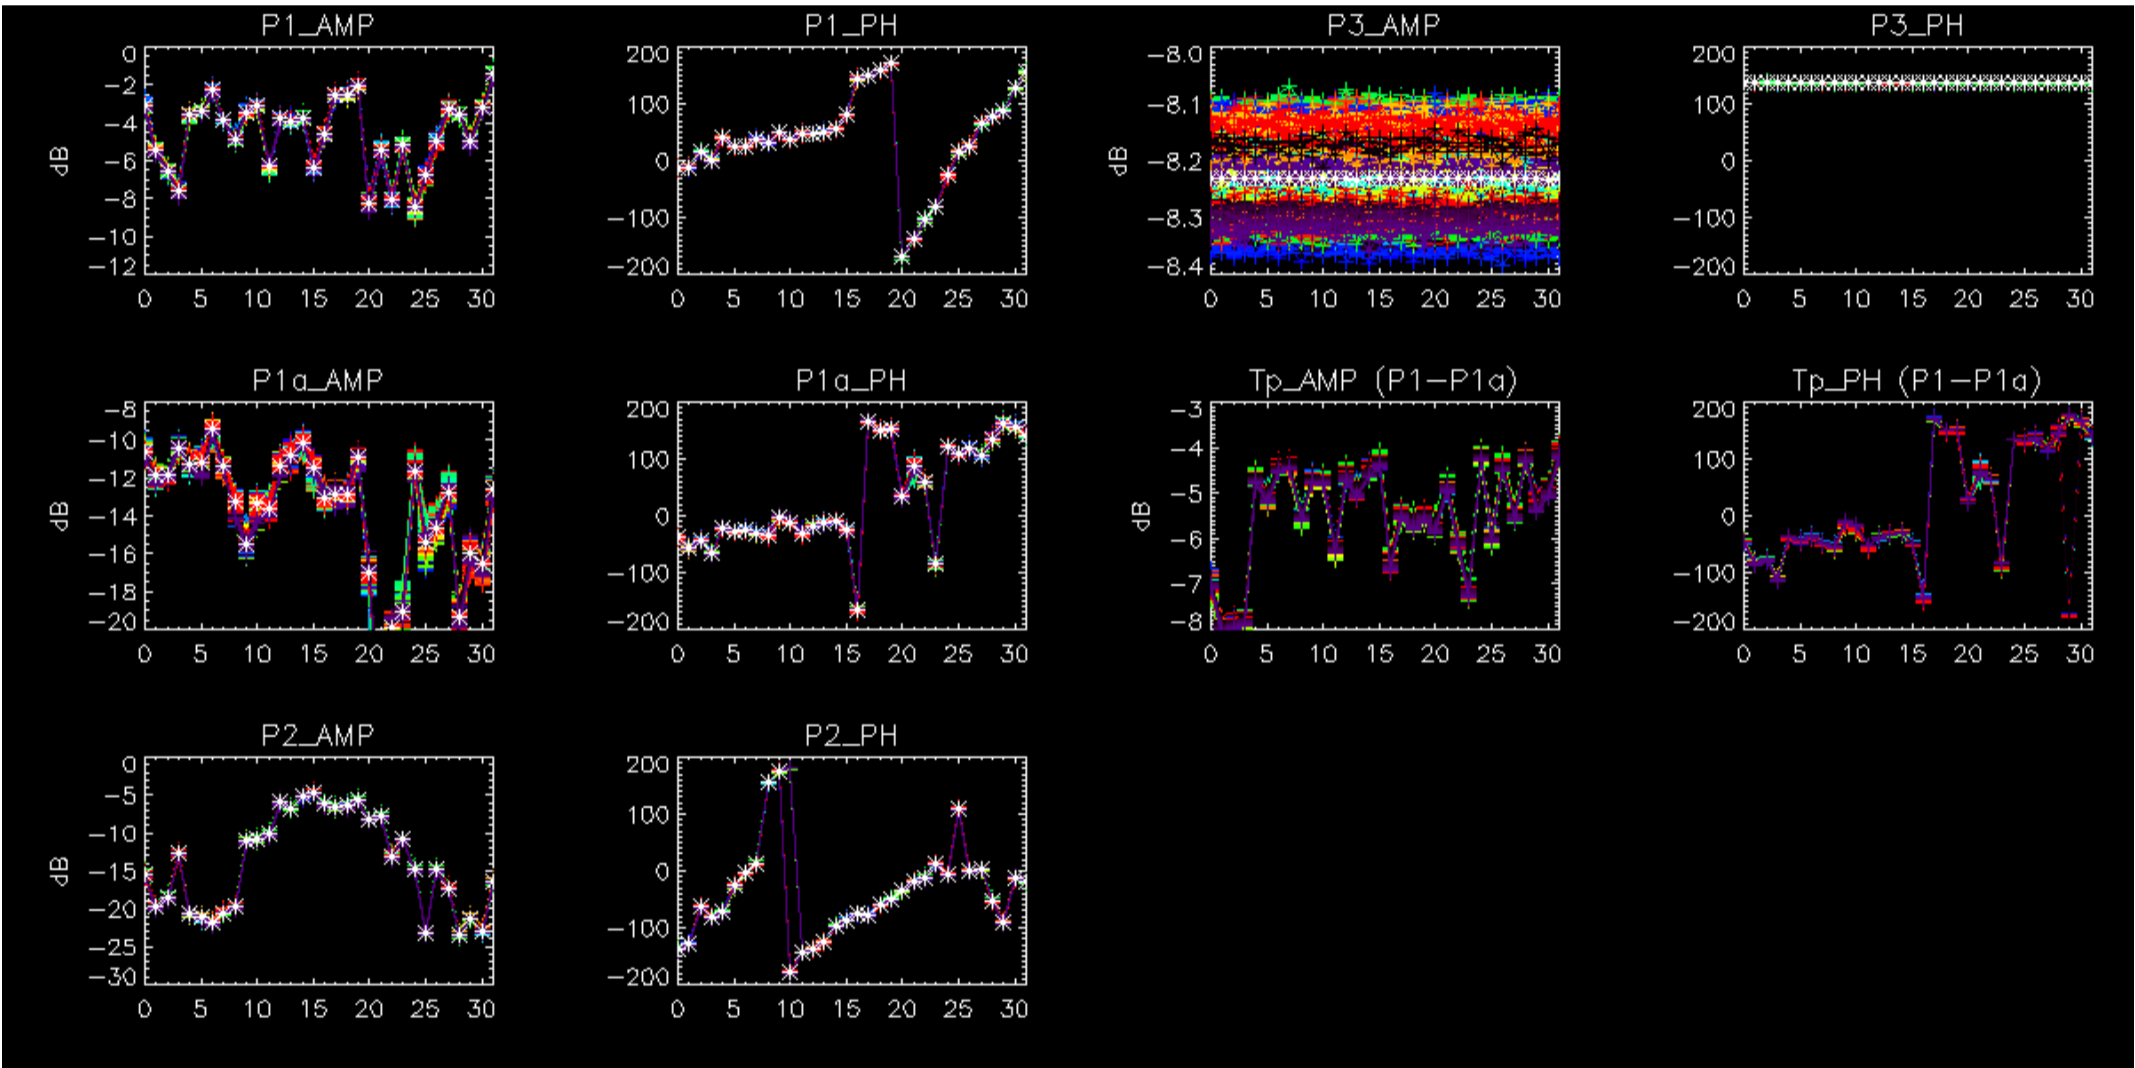 P1_AMP
P1_PH
P3_AMP
P3_PH
0
-2
-4
-6
-8
-10
-12
dB
0 5 10 15 20 25 30
200
100
0
-100
-200
0 5 10 15 20 25 30
-8.0
-8.1
-8.2
-8.3
-8.4
dB
0 5 10 15 20 25 30
200
100
0
-100
-200
0 5 10 15 20 25 30
P1a_AMP
P1a_PH
Tp_AMP (P1-P1a)
Tp_PH (P1-P1a)
-8
-10
-12
-14
-16
-18
-20
dB
0 5 10 15 20 25 30
200
100
0
-100
-200
0 5 10 15 20 25 30
-3
-4
-5
-6
-7
-8
dB
0 5 10 15 20 25 30
200
100
0
-100
-200
0 5 10 15 20 25 30
P2_AMP
P2_PH
0
-5
-10
-15
-20
-25
-30
dB
0 5 10 15 20 25 30
200
100
0
-100
-200
0 5 10 15 20 25 30